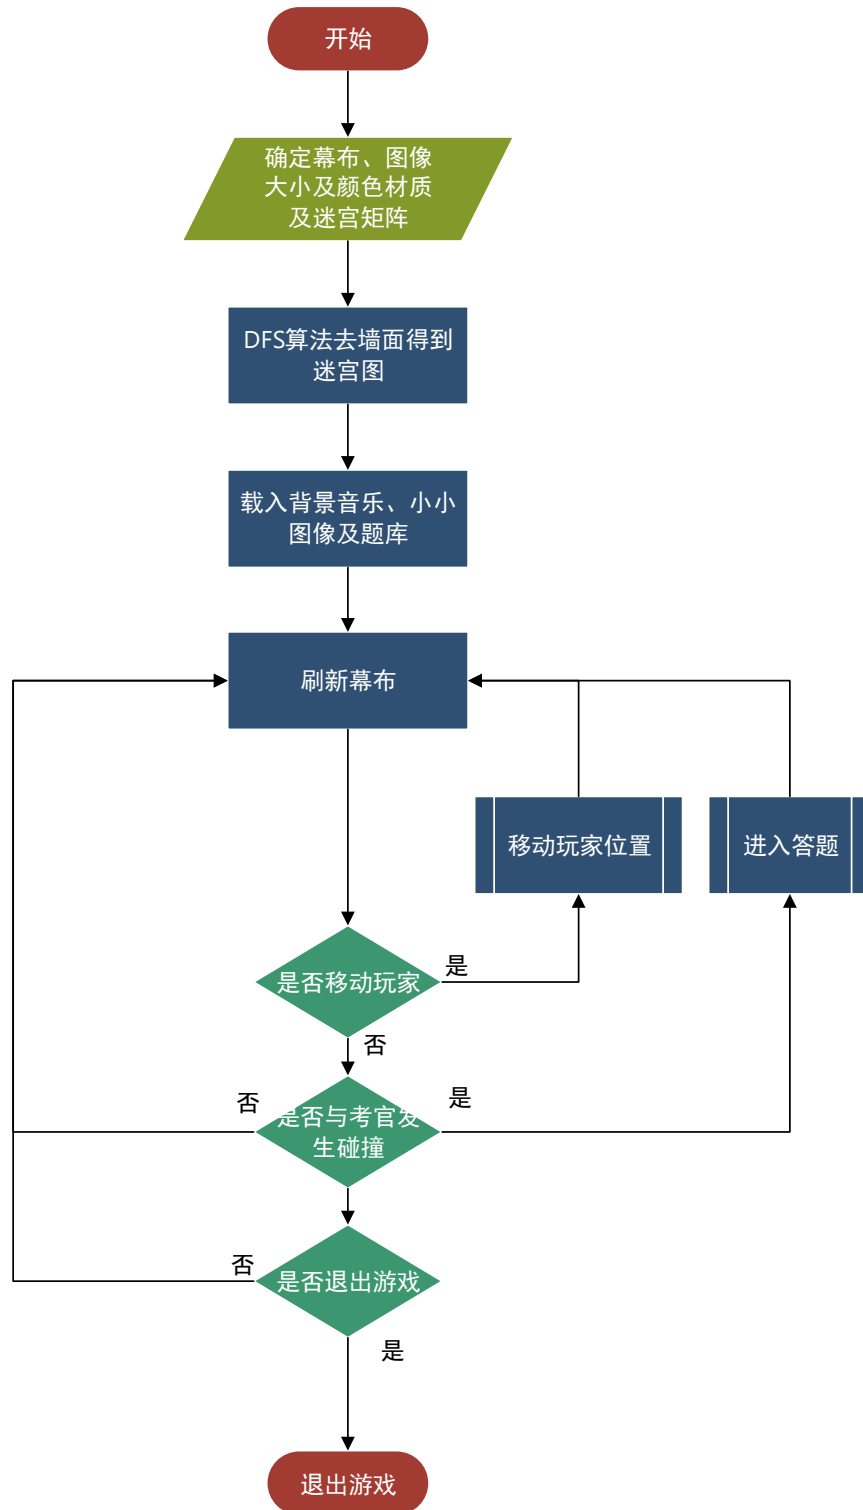 开始
确定幕布、图像
大小及颜色材质
及迷宫矩阵
DFS算法去墙面得到
迷宫图
载入背景音乐、小小
图像及题库
刷新幕布
移动玩家位置
进入答题
是否移动玩家
是
否
否
是否与考官发
生碰撞
是
否
是否退出游戏
是
退出游戏